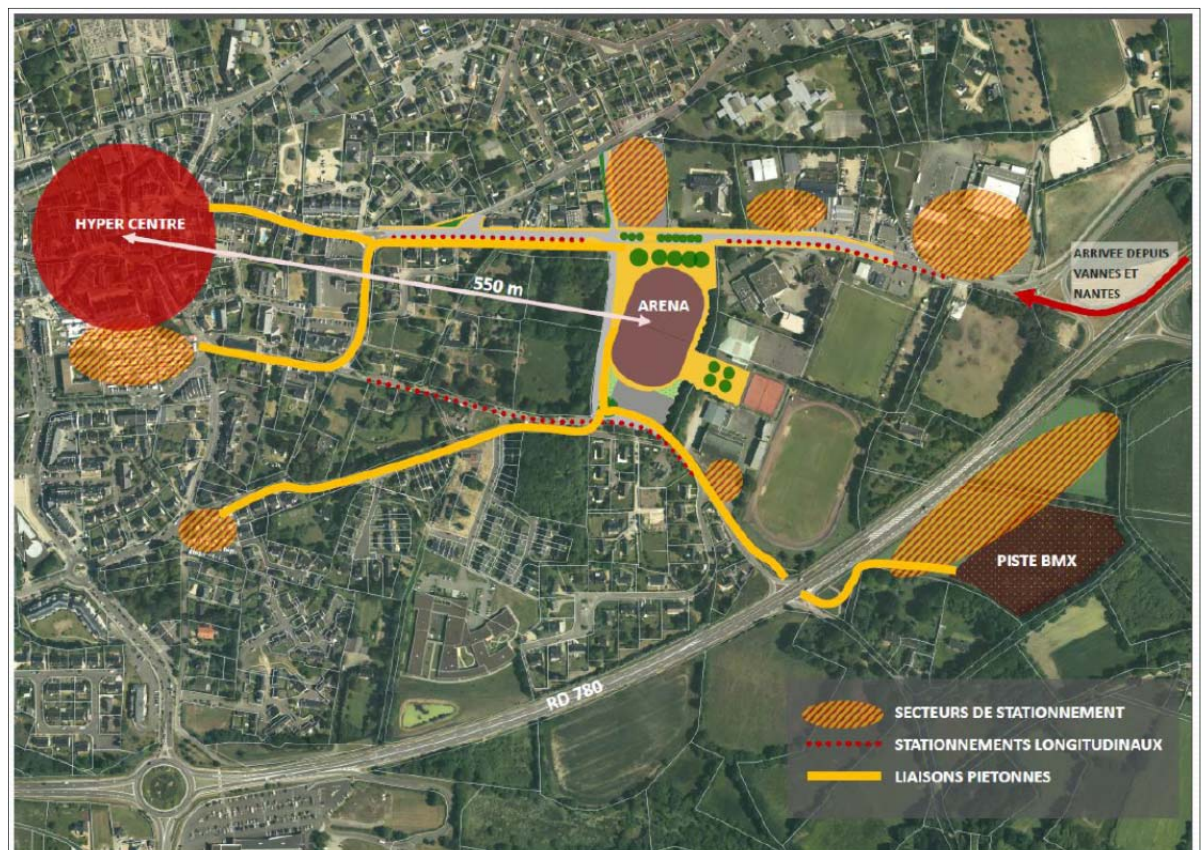 HYPER CENTRE
550 m
ARENA
ARRIVEE DEPUIS
VANNES ET
NANTES
PISTE BMX
RD 780
SECTEURS DE STATIONNEMENT
STATIONNEMENTS LONGITUDINAUX
LIAISONS PIETONNES